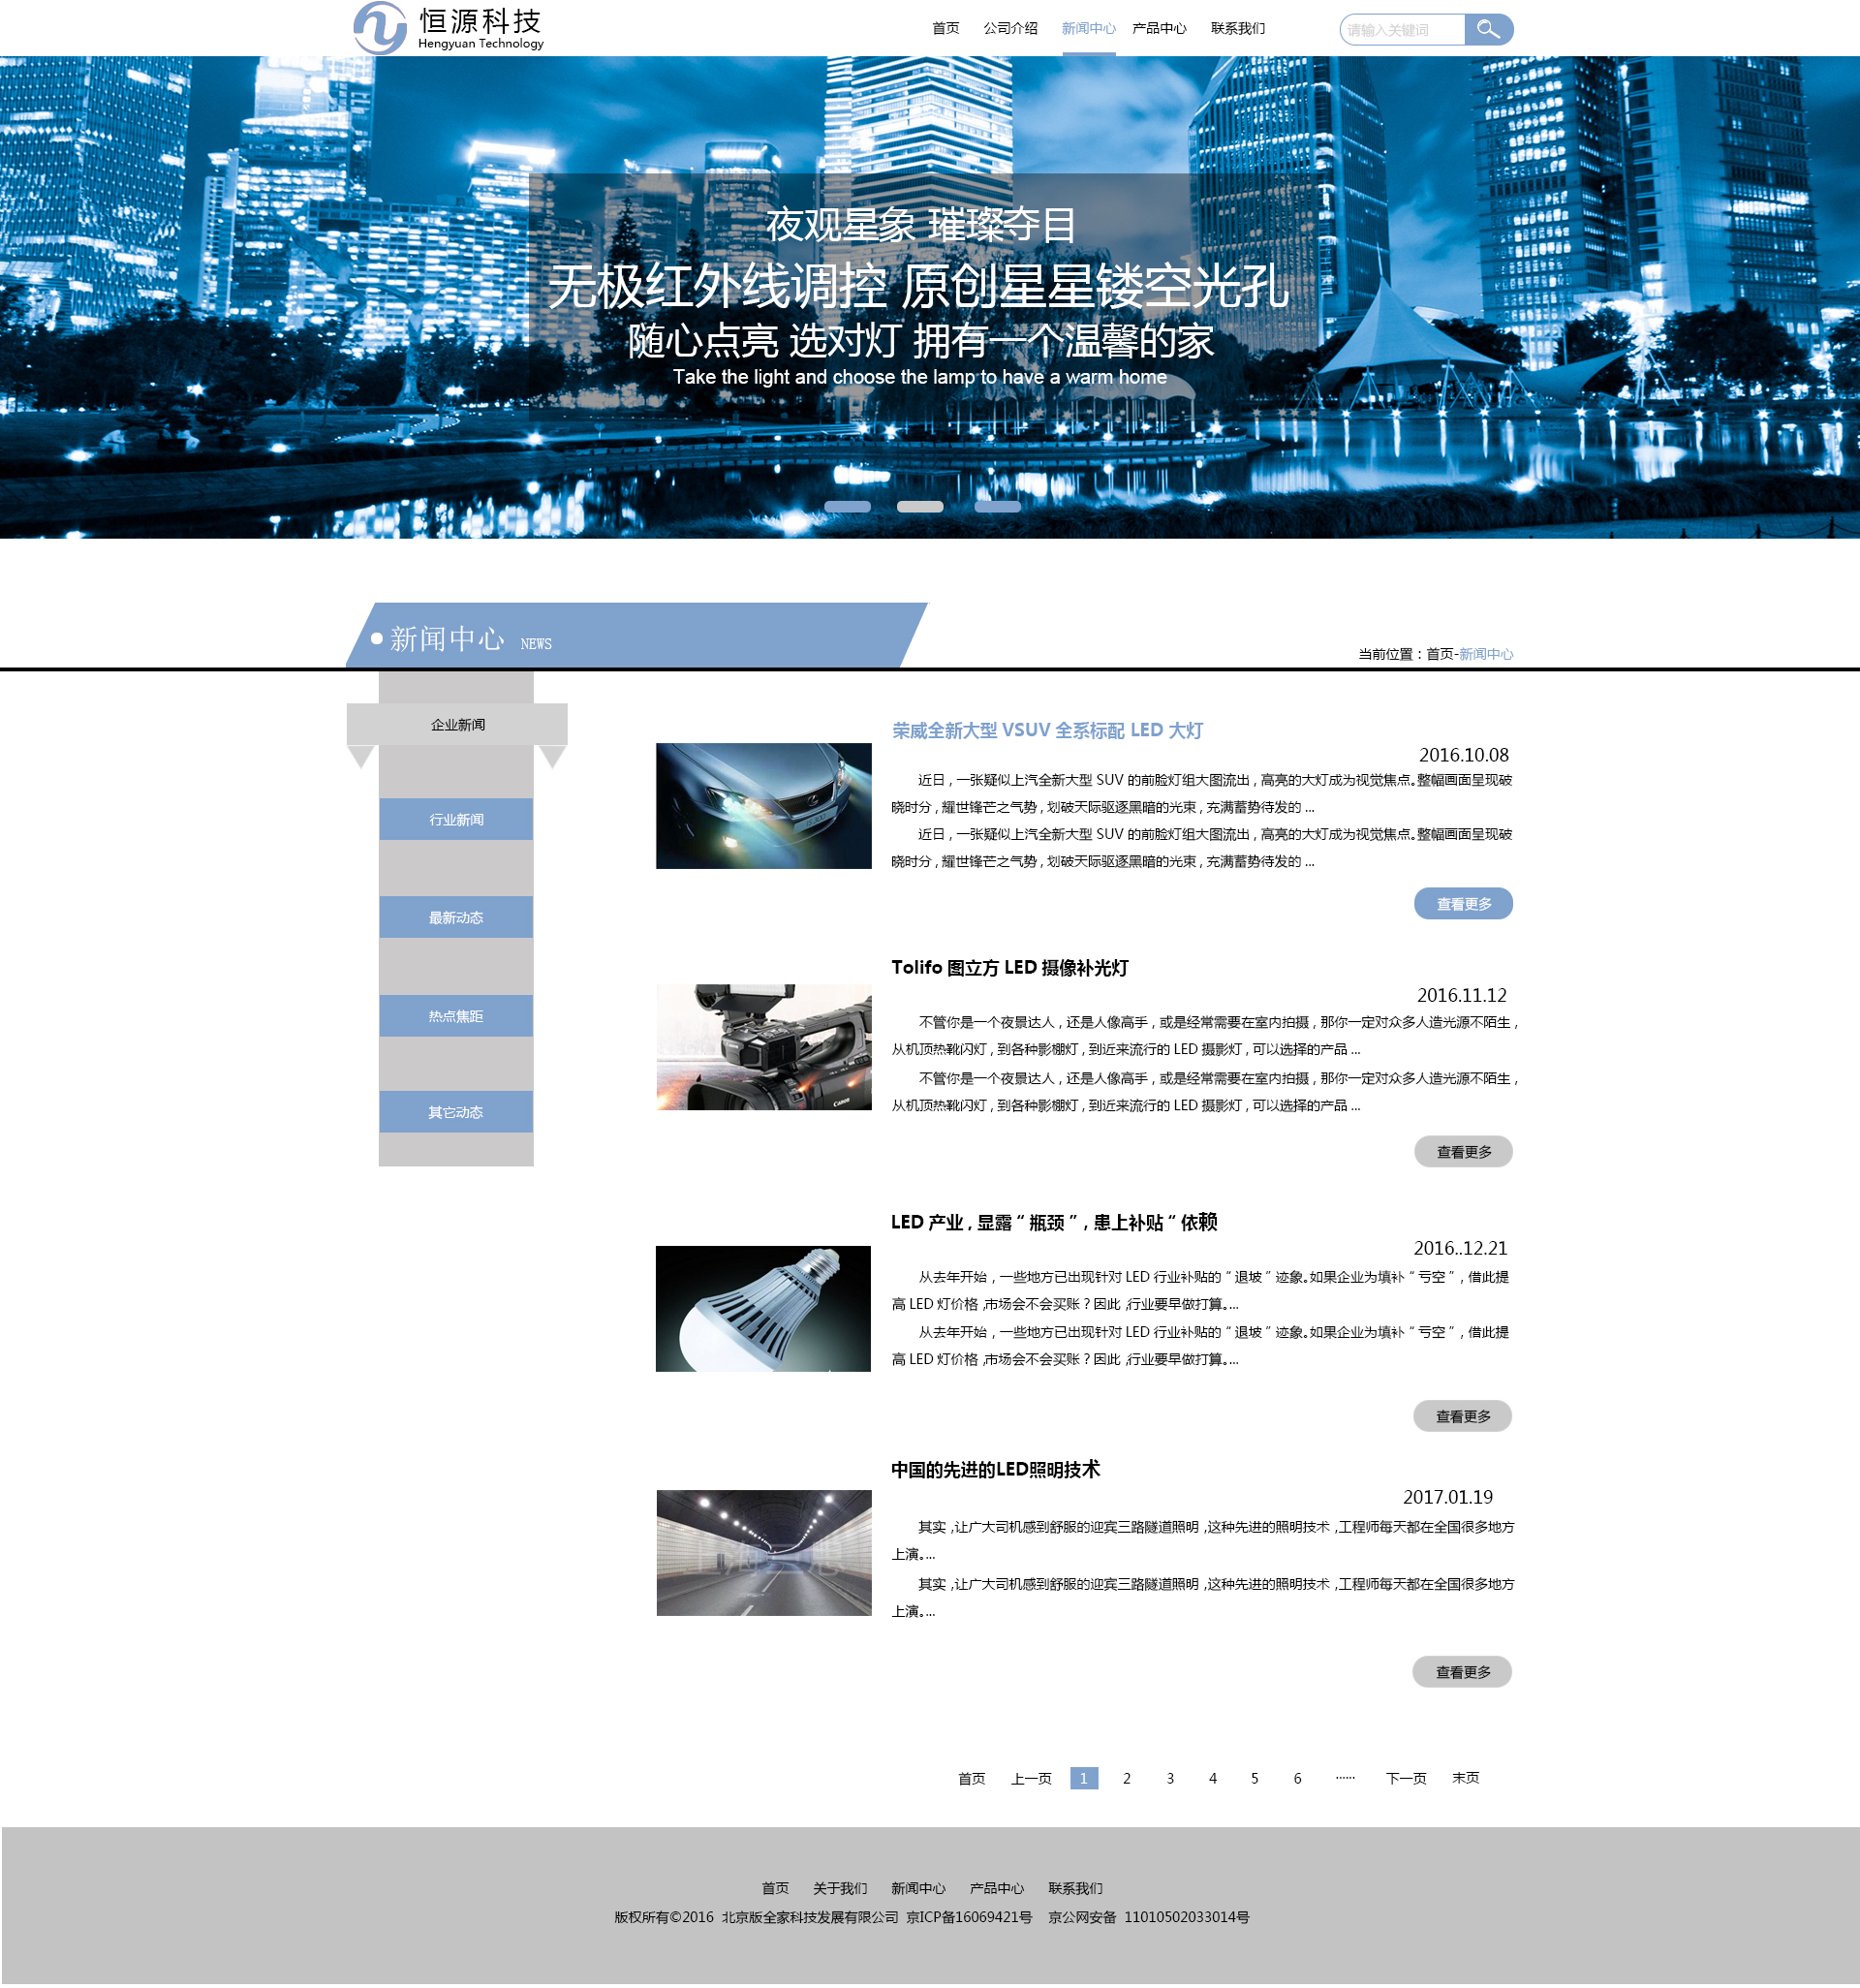 恒源科技
Hengyuan Technology
首页 公司介绍 新闻中心 产品中心 联系我们
请输入关键词
夜观星象 璀璨夺目
无极红外线调控 原创星星镂空光孔
随心点亮 选对灯 拥有一个温馨的家
Take the light and choose the lamp to have a warm home
新闻中心 NEWS
当前位置：首页-新闻中心
企业新闻
行业新闻
最新动态
热点焦距
其它动态
荣威全新大型 VSUV 全系标配 LED 大灯
2016.10.08
近日，一张疑似上汽全新大型 SUV 的前脸灯组大图流出，高亮的大灯成为视觉焦点。整幅画面呈现破
晓时分，耀世锋芒之气势，划破天际驱逐黑暗的光束，充满蓄势待发的 ...
近日，一张疑似上汽全新大型 SUV 的前脸灯组大图流出，高亮的大灯成为视觉焦点。整幅画面呈现破
晓时分，耀世锋芒之气势，划破天际驱逐黑暗的光束，充满蓄势待发的 ...
查看更多
Tolifo 图立方 LED 摄像补光灯
2016.11.12
不管你是一个夜景达人，还是人像高手，或是经常需要在室内拍摄，那你一定对众多人造光源不陌生，
从机顶热靴闪灯，到各种影棚灯，到近来流行的 LED 摄影灯，可以选择的产品 ...
不管你是一个夜景达人，还是人像高手，或是经常需要在室内拍摄，那你一定对众多人造光源不陌生，
从机顶热靴闪灯，到各种影棚灯，到近来流行的 LED 摄影灯，可以选择的产品 ...
Canon
查看更多
LED 产业，显露“ 瓶颈 ”，患上补贴“ 依赖
2016..12.21
从去年开始，一些地方已出现针对 LED 行业补贴的“ 退坡 ”迹象。如果企业为填补“ 亏空 ”，借此提
高 LED 灯价格 ,市场会不会买账？因此 ,行业要早做打算。...
从去年开始，一些地方已出现针对 LED 行业补贴的“ 退坡 ”迹象。如果企业为填补“ 亏空 ”，借此提
高 LED 灯价格 ,市场会不会买账？因此 ,行业要早做打算。...
查看更多
中国的先进的LED照明技术
2017.01.19
其实 ,让广大司机感到舒服的迎宾三路隧道照明 ,这种先进的照明技术 ,工程师每天都在全国很多地方
上演。...
其实 ,让广大司机感到舒服的迎宾三路隧道照明 ,这种先进的照明技术 ,工程师每天都在全国很多地方
上演。...
查看更多
首页 上一页 1 2 3 4 5 6 ...... 下一页 末页
首页 关于我们 新闻中心 产品中心 联系我们
版权所有©2016 北京版全家科技发展有限公司 京ICP备16069421号 京公网安备 11010502033014号